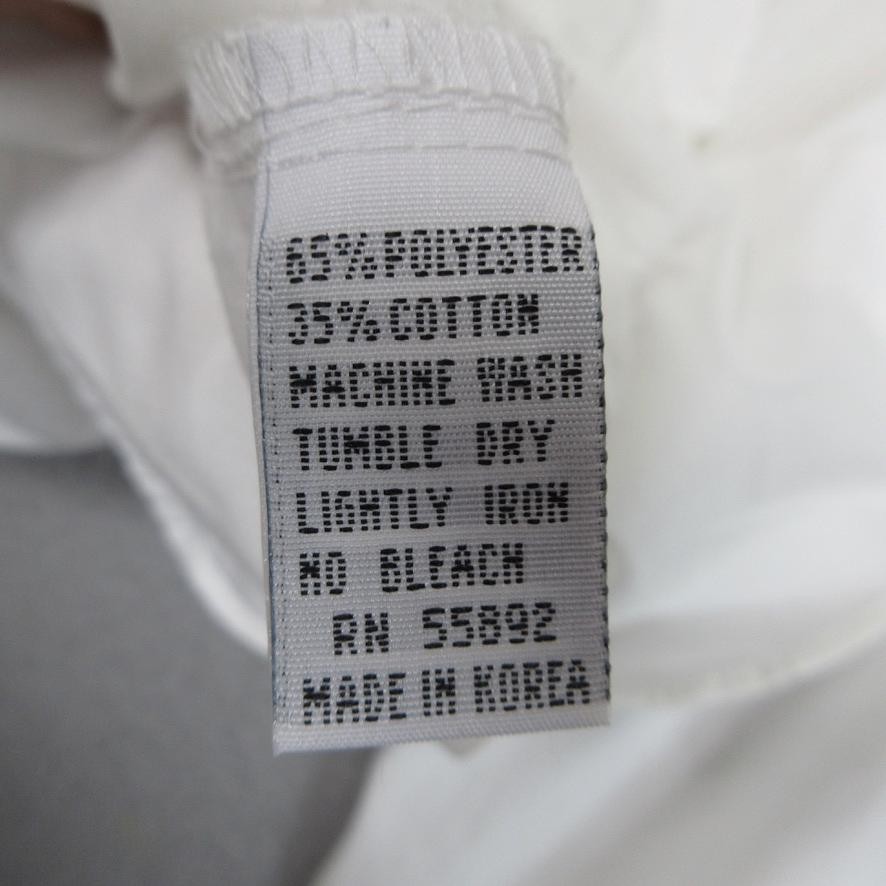 65% POLYESTER
35% COTTON
MACHINE WASH
TUMBLE DRY
LIGHTLY IRON
NO BLEACH
RN 55892
MADE IN KOREA